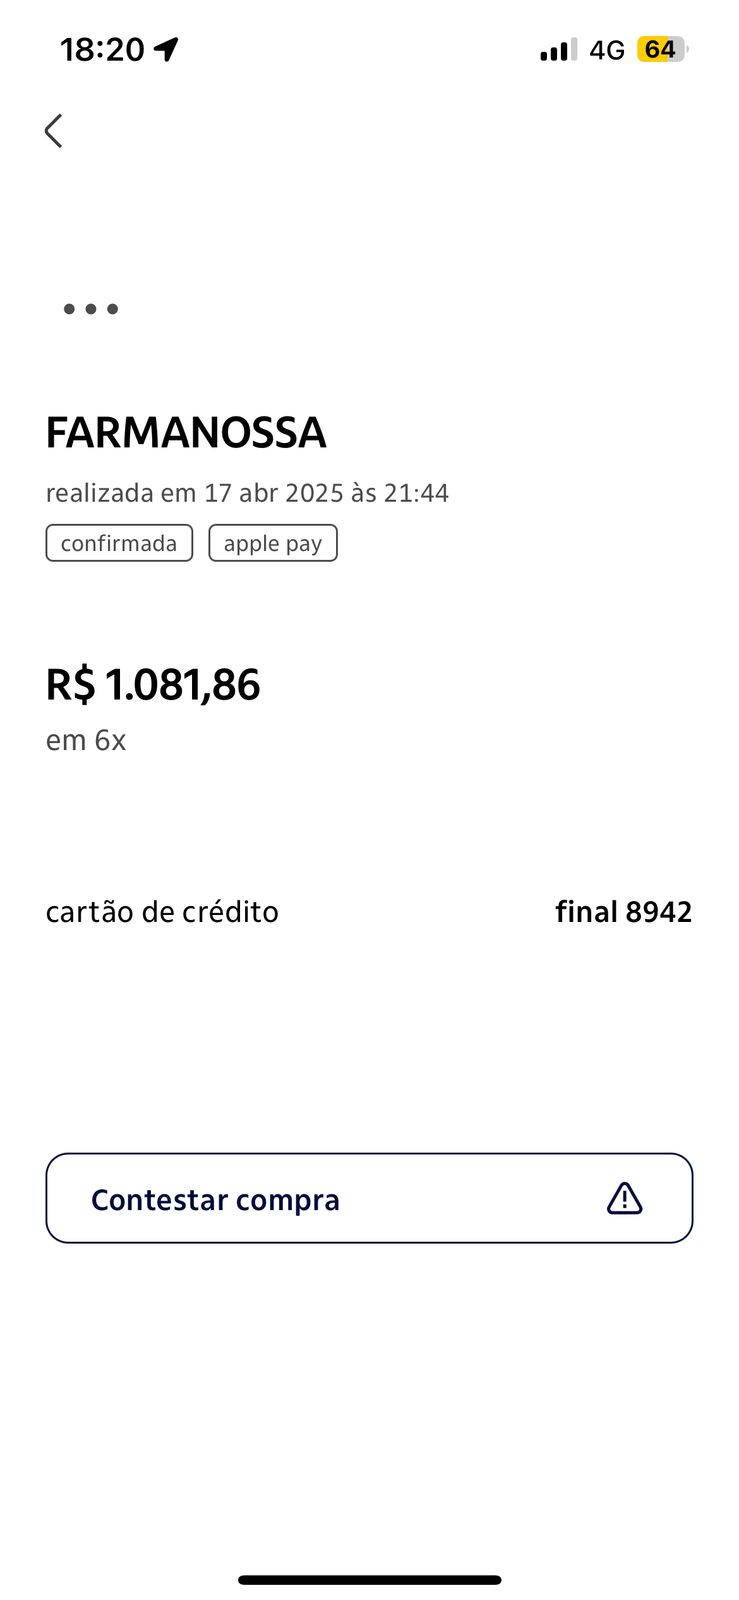 18:20 4G 64
FARMANOSSA
realizada em 17 abr 2025 às 21:44
confirmada apple pay
R$ 1.081,86
em 6x
cartão de crédito final 8942
Contestar compra